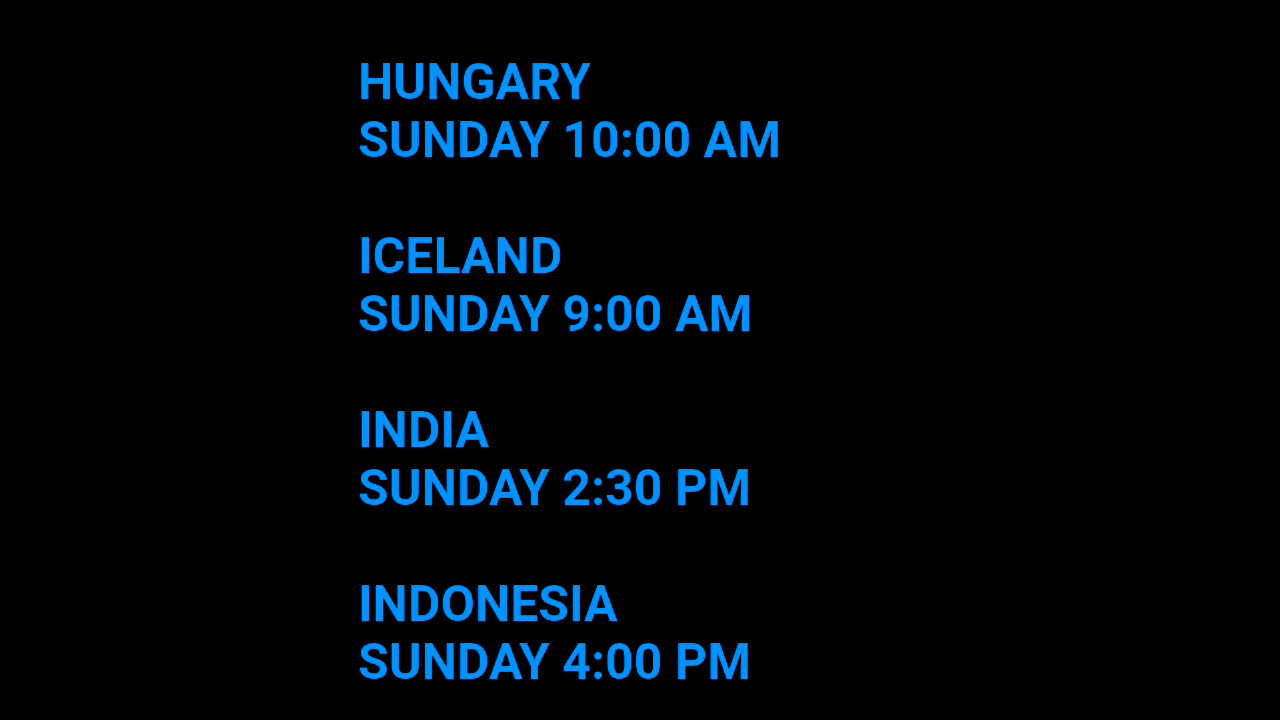 HUNGARY
SUNDAY 10:00 AM
ICELAND
SUNDAY 9:00 AM
INDIA
SUNDAY 2:30 PM
INDONESIA
SUNDAY 4:00 PM